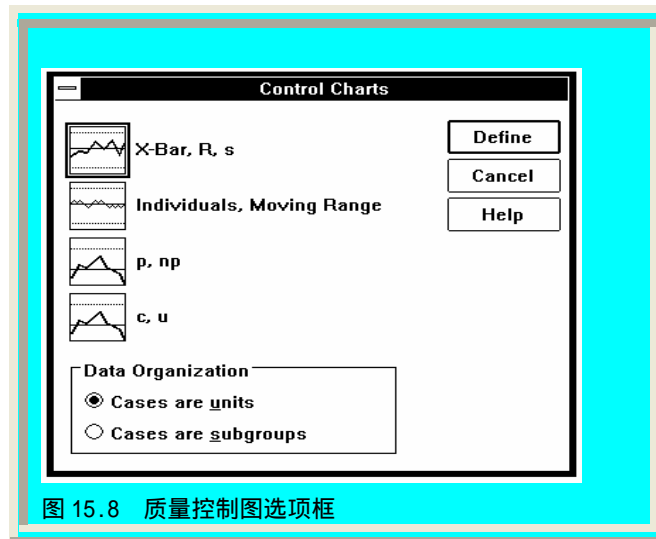 Control Charts
X-Bar, R, s
Individuals, Moving Range
p, np
c, u
Define
Cancel
Help
Data Organization
Cases are units
Cases are subgroups
图 15.8 质量控制图选项框